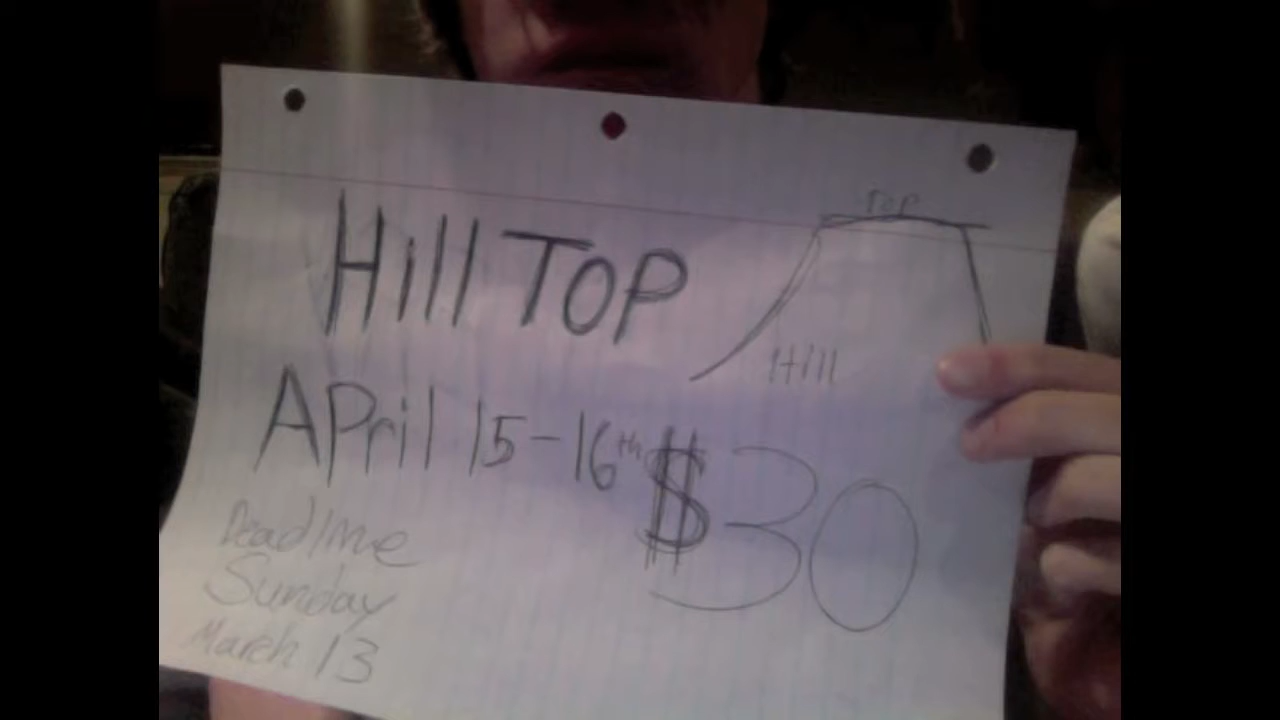 Top
Hill TOP
Hill
APril 15-16th
$30
Deadline
Sunday
March 13